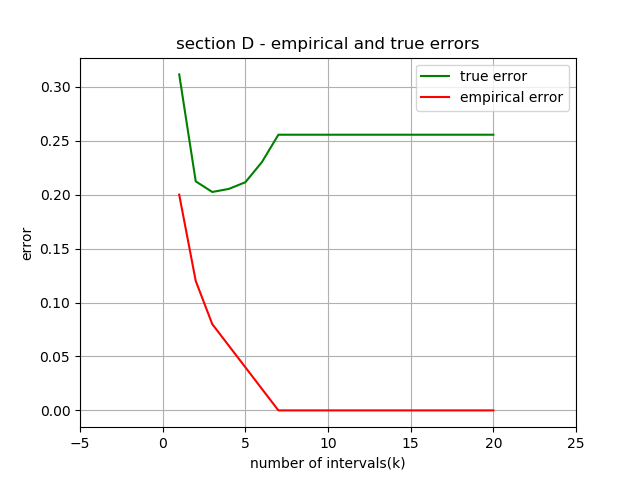 section D - empirical and true errors
true error
empirical error
0.30
0.25
0.20
0.15
0.10
0.05
0.00
error
−5
0
5
10
15
20
25
number of intervals(k)